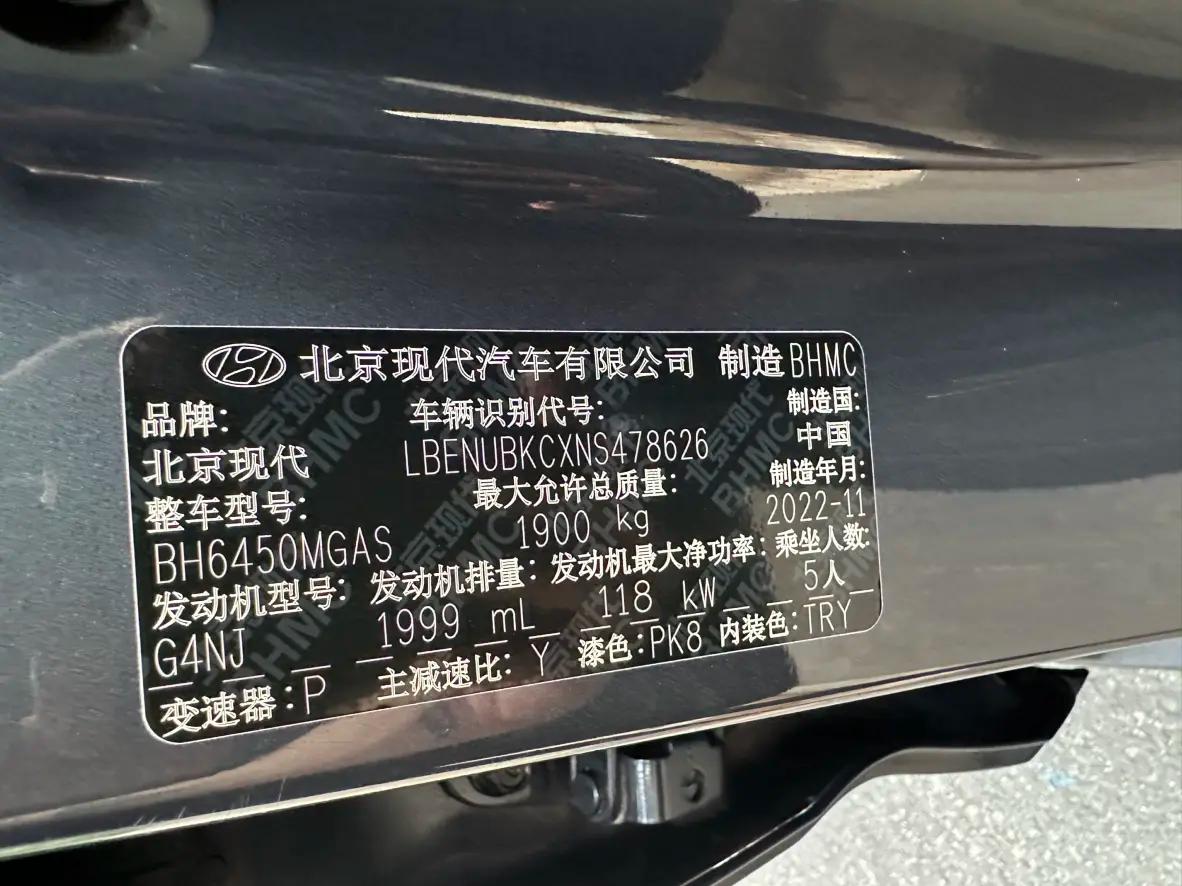 北京现代汽车有限公司 制造 BHMC
品牌: 车辆识别代号: 制造国:
北京现代 LBENUBKCXNS478626 中国
整车型号: 最大允许总质量: 制造年月:
BH6450MGAS 1900 kg 2022-11
发动机型号: 发动机排量: 发动机最大净功率: 乘坐人数:
G4NJ 1999 mL 118 kW 5人
变速器: P 主减速比: Y 漆色: PK8 内装色: TRY